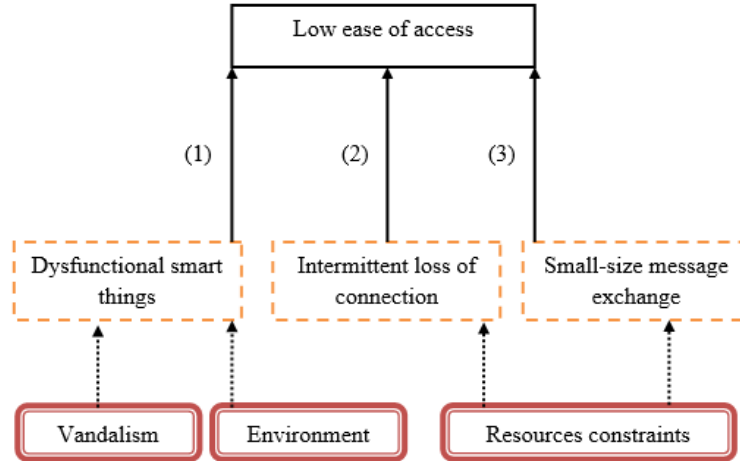 Low ease of access
(1)
(2)
(3)
Dysfunctional smart
things
Intermittent loss of
connection
Small-size message
exchange
Vandalism
Environment
Resources constraints